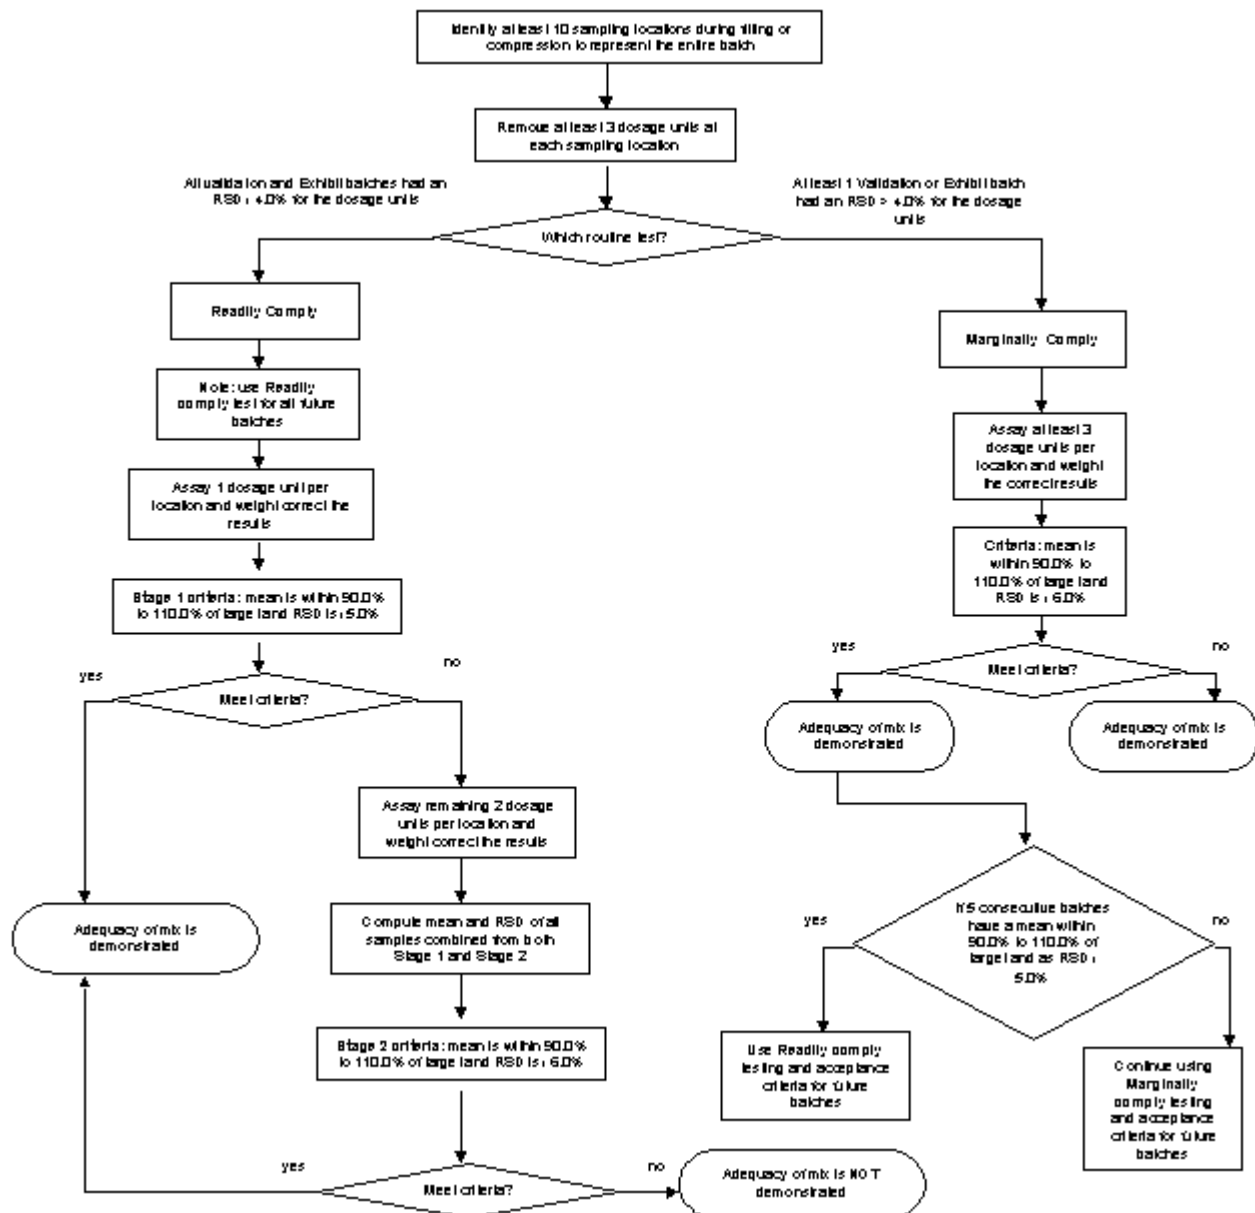 Identify at least 10 sampling locations during filling or
compression to represent the entire batch
Remove at least 3 dosage units at
each sampling location
All validation and Exhibit batches had an
RSD ≤ 4.0% for the dosage units
At least 1 Validation or Exhibit batch
had an RSD > 4.0% for the dosage
units
Which routine test?
Readily Comply
Marginally Comply
Note: use Readily
comply test for all future
batches
Assay 1 dosage unit per
location and weight correct the
results
Stage 1 criteria: mean is within 90.0%
to 110.0% of target and RSD is ≤ 5.0%
yes
no
Meet criteria?
Assay remaining 2 dosage
units per location and
weight correct the results
Adequacy of mix is
demonstrated
Compute mean and RSD of all
samples combined from both
Stage 1 and Stage 2
Stage 2 criteria: mean is within 90.0%
to 110.0% of target and RSD is ≤ 6.0%
yes
no
Meet criteria?
Adequacy of mix is NOT
demonstrated
Assay at least 3
dosage units per
location and weight
the correct results
Criteria: mean is
within 90.0% to
110.0% of target and
RSD is ≤ 6.0%
yes
no
Meet criteria?
Adequacy of mix is
demonstrated
Adequacy of mix is
demonstrated
If 5 consecutive batches
have a mean within
90.0% to 110.0% of
target and as RSD ≤
5.0%
yes
no
Use Readily comply
testing and acceptance
criteria for future
batches
Continue using
Marginally
comply testing
and acceptance
criteria for future
batches